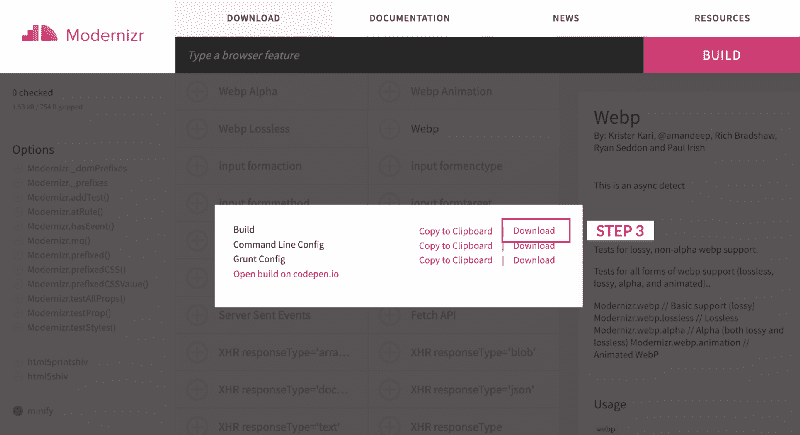 Modernizr
DOWNLOAD
DOCUMENTATION
NEWS
RESOURCES
Type a browser feature
BUILD
0 checked
Options
Modernizr._domPrefixes
Modernizr._prefixes
Modernizr.addTest()
Modernizr.atRule()
Modernizr.hasEvent()
Modernizr.mq()
Modernizr.prefixed()
Modernizr.prefixedCSS()
Modernizr.prefixedCSSValue()
Modernizr.testAllProps()
Modernizr.testProp()
Modernizr.testStyles()
html5printshiv
html5shiv
minify
Webp Alpha
Webp Animation
Webp Lossless
Webp
input formaction
input formenctype
input formmethod
input formtarget
Build
Copy to Clipboard | Download
Command Line Config
Copy to Clipboard | Download
Grunt Config
Copy to Clipboard | Download
Open build on codepen.io
STEP 3
Server Sent Events
Fetch API
XHR responseType='arra...
XHR responseType='blob'
XHR responseType='doc...
XHR responseType='json'
XHR responseType='text'
XHR responseType
Webp
By: Krister Kari, @amandeep, Rich Bradshaw,
Ryan Seddon and Paul Irish
This is an async detect
Tests for lossy, non-alpha webp support.
Tests for all forms of webp support (lossless,
lossy, alpha, and animated)..
Modernizr.webp // Basic support (lossy)
Modernizr.webp.lossless // Lossless
Modernizr.webp.alpha // Alpha (both lossy and
lossless) Modernizr.webp.animation //
Animated WebP
Usage
webp